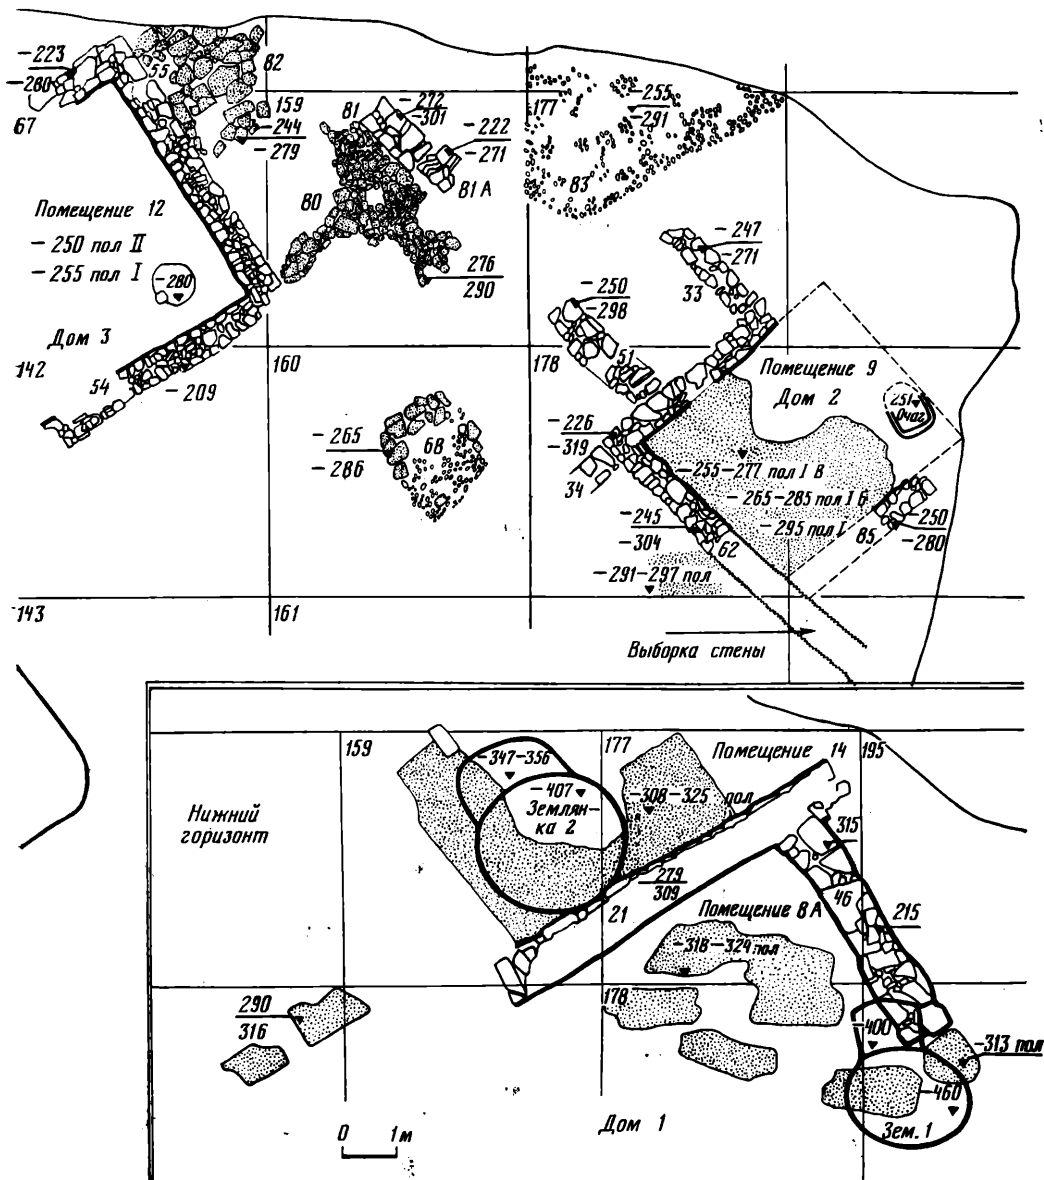 -223
-280
67
55
82
159
-244
-279
81
-272
-301
-222
-271
81А
80
276
290
177
-255
-291
83
Помещение 12
-250 пол II
-255 пол I
-280
Дом 3
142
54
-209
160
-247
-271
33
-250
-298
51
178
Помещение 9
Дом 2
251
Очаг
-265
-286
68
-226
-319
34
-255-277 пол I В
-265-285 пол I Б
-295 пол I
-245
-304
62
85
-250
-280
-291-297 пол
143
161
Выборка стены
159
177
Помещение 14
195
-347-356
-407
Землян-
ка 2
-308-325 пол
Нижний
горизонт
315
279
309
21
46
Помещение 8А
215
-318-324 пол
178
290
316
-400
-313 пол
-460
Зем. 1
0 1м
Дом 1